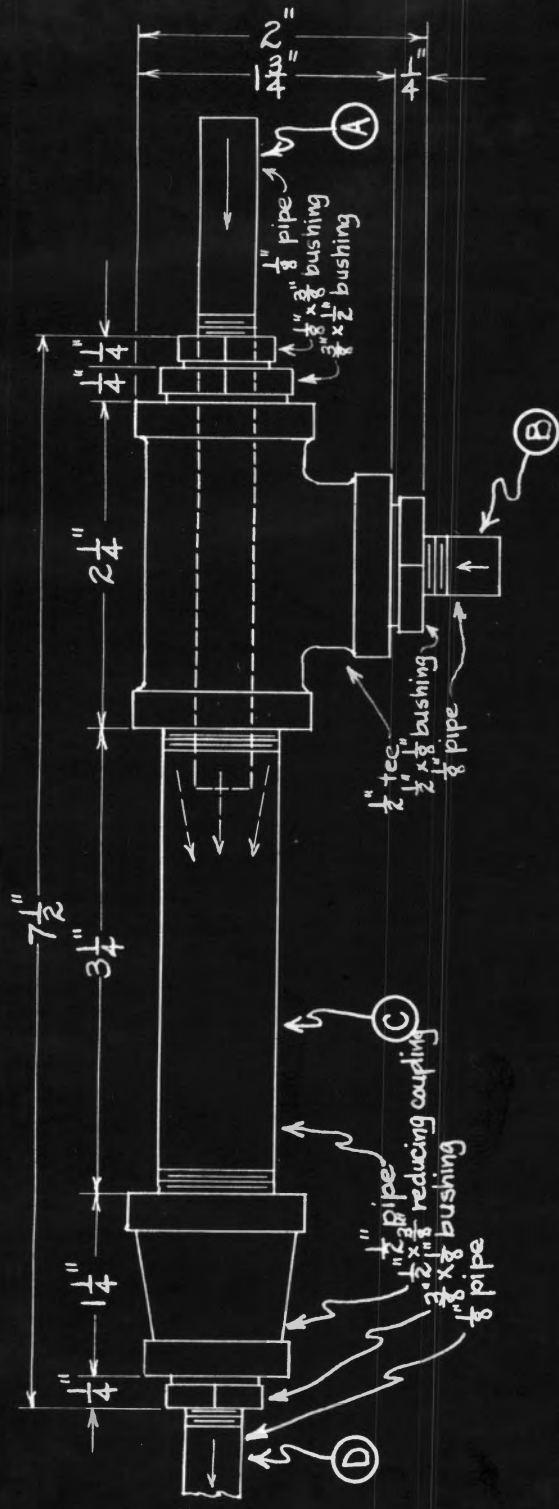 7 1/2"
1/4"
1 1/4"
3 1/4"
2 1/4"
1/4"
1/4"
1 3/4"
2"
1/4"
1/8" pipe
1/8" x 3/8" bushing
3/8" x 1/2" bushing
A
1/2" tee
1/2" x 1/8" bushing
1/8" pipe
B
C
1/2" pipe
1/2" x 3/8" reducing coupling
3/8" x 1/8" bushing
1/8" pipe
D